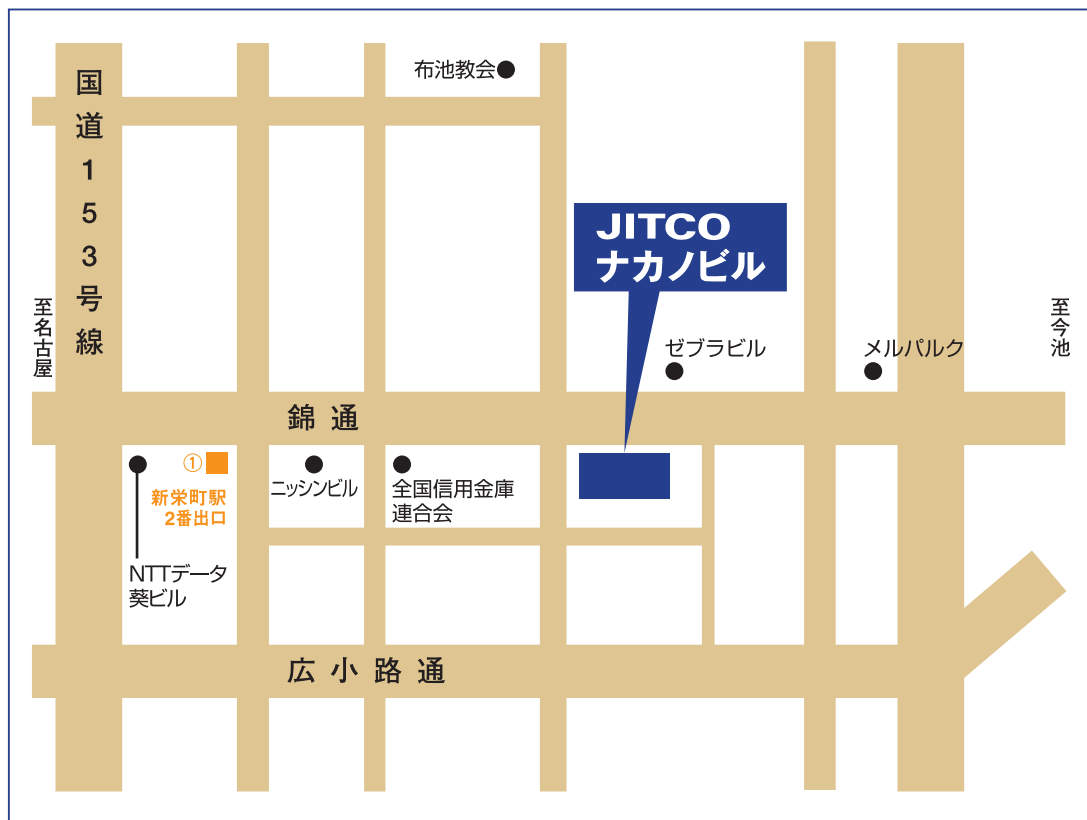 布池教会
国道153号線
JITCO
ナカノビル
至名古屋
至今池
ゼブラビル
メルパルク
錦通
①
新栄町駅
2番出口
ニッシンビル
全国信用金庫
連合会
NTTデータ
葵ビル
広小路通